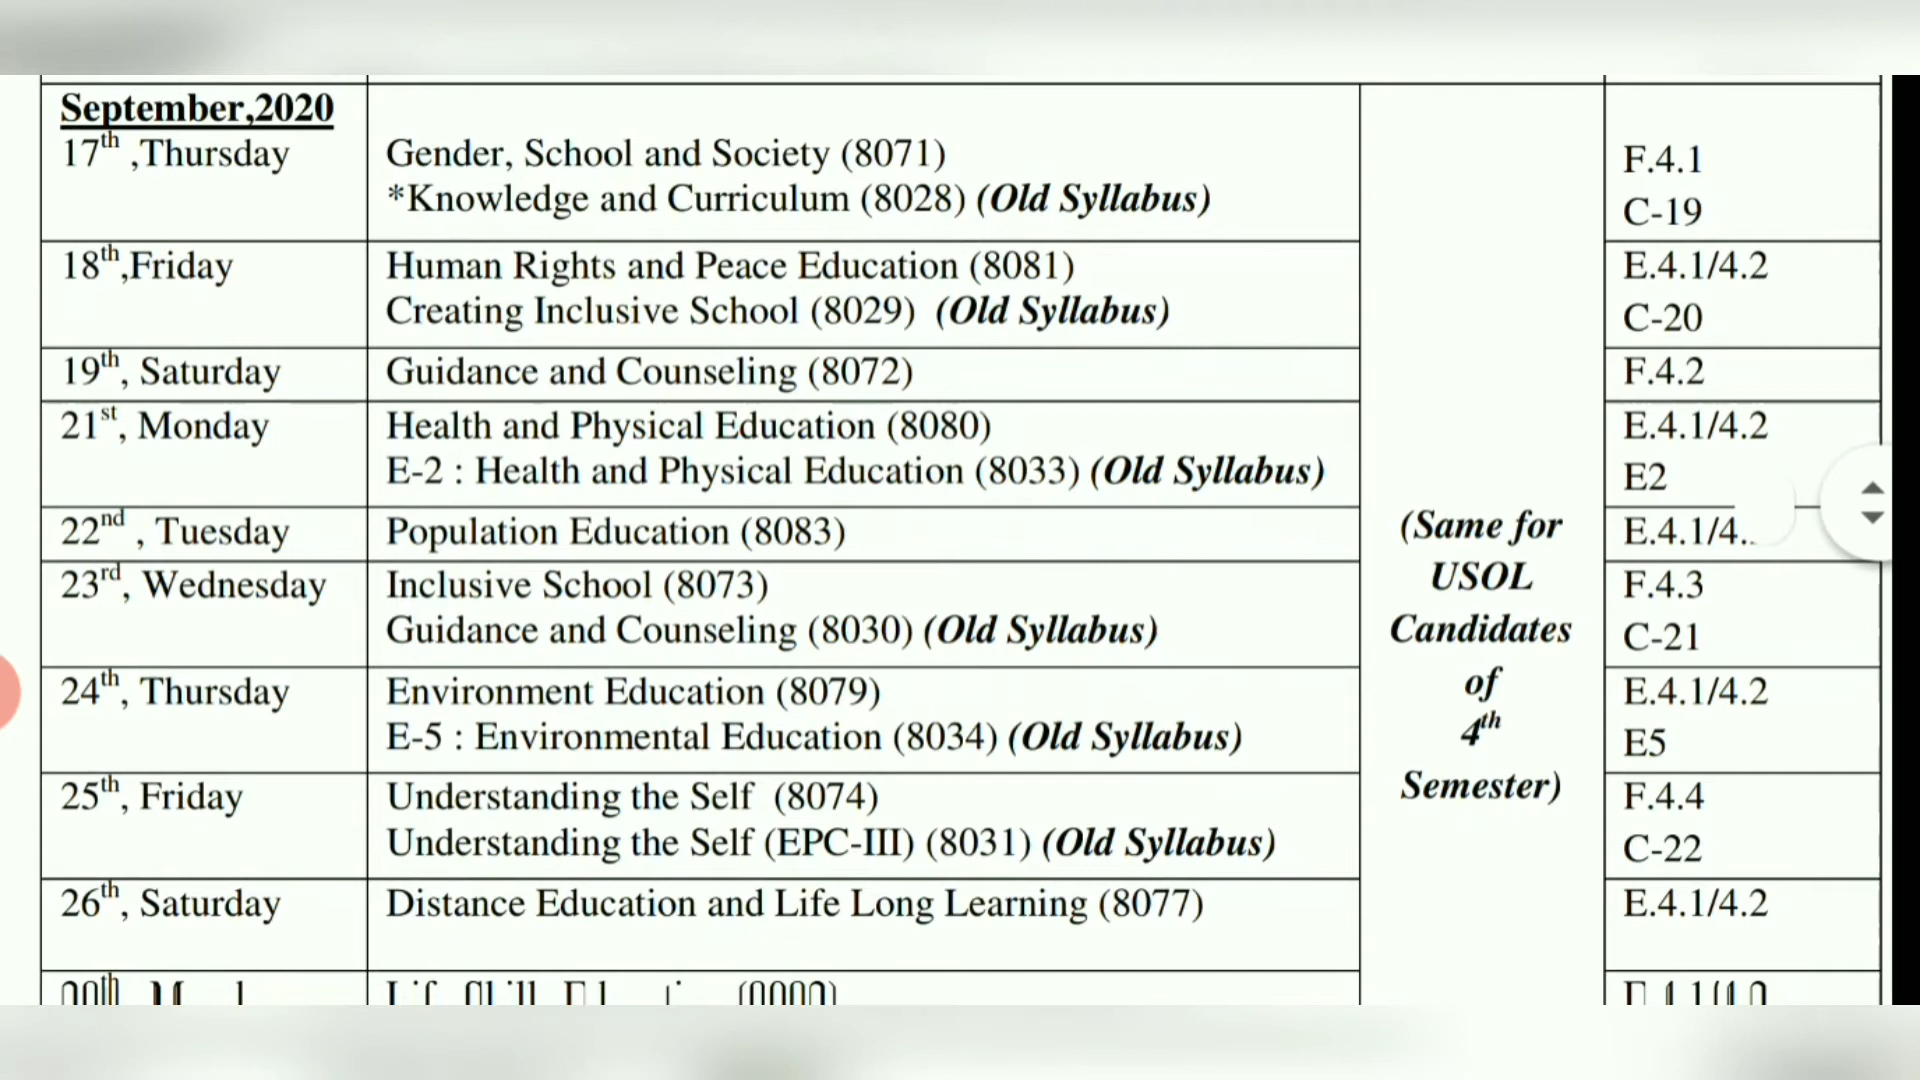 September,2020
17th ,Thursday
Gender, School and Society (8071)
F.4.1
*Knowledge and Curriculum (8028) (Old Syllabus)
C-19
18th,Friday
Human Rights and Peace Education (8081)
E.4.1/4.2
Creating Inclusive School (8029) (Old Syllabus)
C-20
19th, Saturday
Guidance and Counseling (8072)
F.4.2
21st, Monday
Health and Physical Education (8080)
E.4.1/4.2
E-2 : Health and Physical Education (8033) (Old Syllabus)
E2
22nd , Tuesday
Population Education (8083)
E.4.1/4.
23rd, Wednesday
Inclusive School (8073)
F.4.3
Guidance and Counseling (8030) (Old Syllabus)
C-21
24th, Thursday
Environment Education (8079)
E.4.1/4.2
E-5 : Environmental Education (8034) (Old Syllabus)
E5
25th, Friday
Understanding the Self (8074)
F.4.4
Understanding the Self (EPC-III) (8031) (Old Syllabus)
C-22
26th, Saturday
Distance Education and Life Long Learning (8077)
E.4.1/4.2
(Same for
USOL
Candidates
of
4th
Semester)